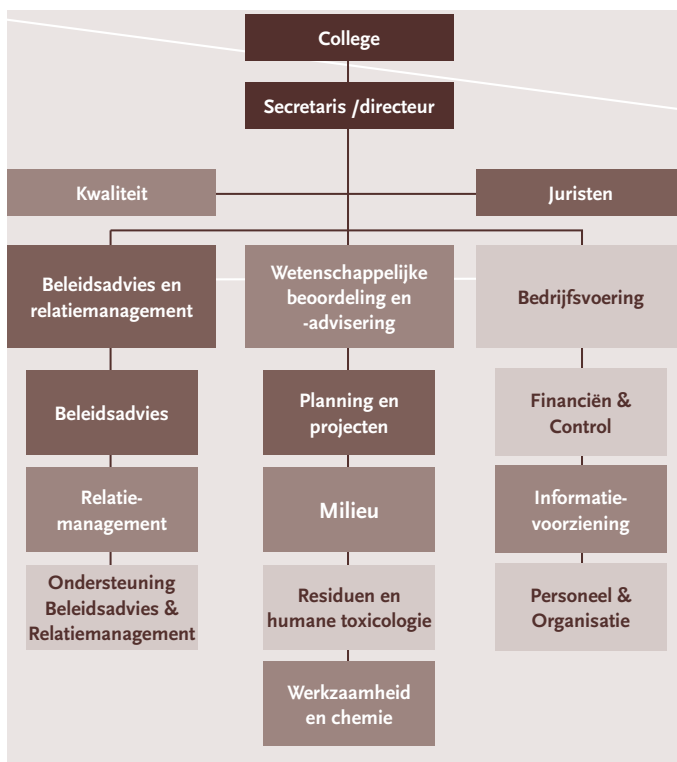 College
Secretaris /directeur
Kwaliteit
Juristen
Beleidsadvies en
relatiemanagement
Wetenschappelijke
beoordeling en
-advisering
Bedrijfsvoering
Beleidsadvies
Planning en
projecten
Financiën &
Control
Relatie-
management
Milieu
Informatie-
voorziening
Ondersteuning
Beleidsadvies &
Relatiemanagement
Residuen en
humane toxicologie
Personeel &
Organisatie
Werkzaamheid
en chemie